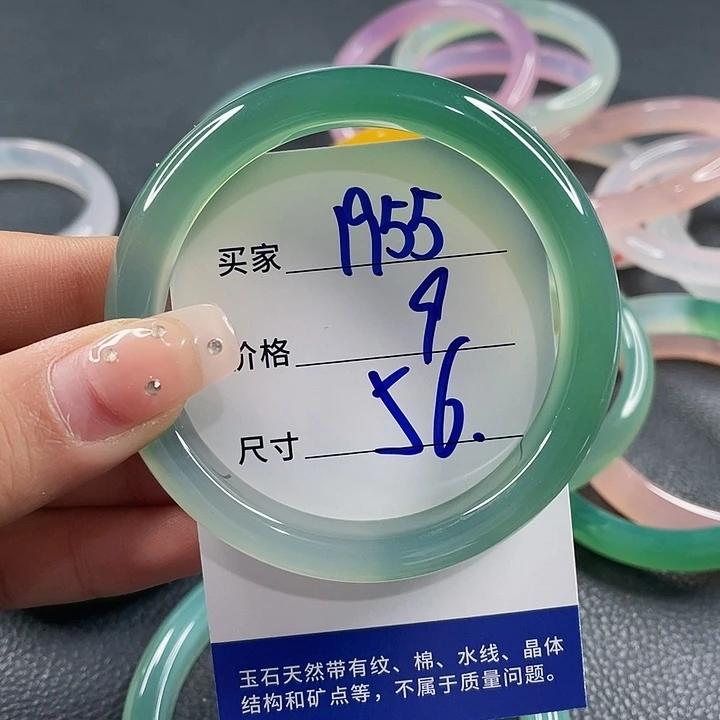 买家 1955
价格 9
尺寸 56.
玉石天然带有纹、棉、水线、晶体
结构和矿点等，不属于质量问题。